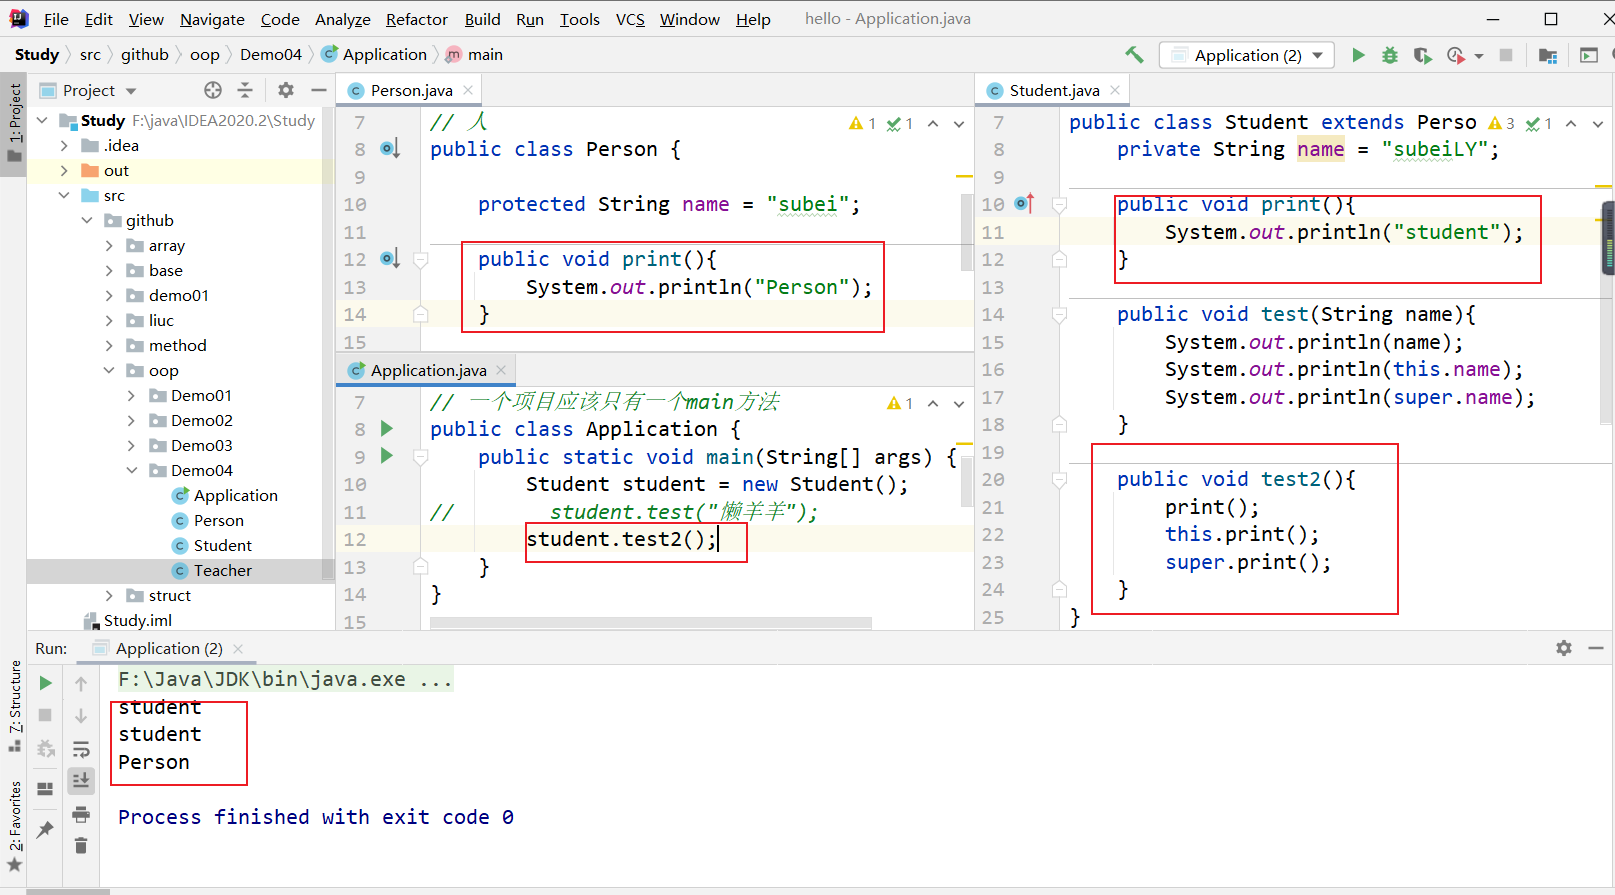 File Edit View Navigate Code Analyze Refactor Build Run Tools VCS Window Help hello - Application.java
Study src github oop Demo04 Application main
Application (2)
1: Project
Project
Study F:\java\IDEA2020.2\Study
.idea
out
src
github
array
base
demo01
liuc
method
oop
Demo01
Demo02
Demo03
Demo04
Application
Person
Student
Teacher
struct
Study.iml
Person.java
1 1
7 // 人
8 public class Person {
9
10 protected String name = "subei";
11
12 public void print(){
13 System.out.println("Person");
14 }
15
Application.java
1
7 // 一个项目应该只有一个main方法
8 public class Application {
9 public static void main(String[] args) {
10 Student student = new Student();
11 // student.test("懒羊羊");
12 student.test2();
13 }
14 }
15
Student.java
3 1
7 public class Student extends Perso
8 private String name = "subeiLY";
9
10 public void print(){
11 System.out.println("student");
12 }
13
14 public void test(String name){
15 System.out.println(name);
16 System.out.println(this.name);
17 System.out.println(super.name);
18 }
19
20 public void test2(){
21 print();
22 this.print();
23 super.print();
24 }
25 }
Run: Application (2)
7: Structure
2: Favorites
F:\Java\JDK\bin\java.exe ...
student
student
Person
Process finished with exit code 0